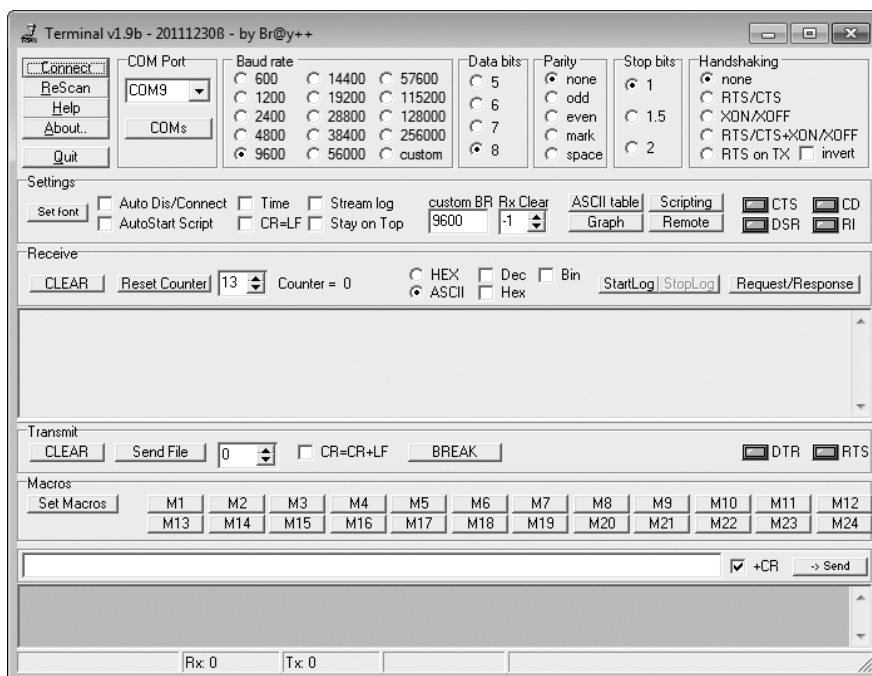 Terminal v1.9b - 20111230ß - by Br@y++
Connect
ReScan
Help
About..
Quit
COM Port
COM9
COMs
Baud rate
600 14400 57600
1200 19200 115200
2400 28800 128000
4800 38400 256000
9600 56000 custom
Data bits
5
6
7
8
Parity
none
odd
even
mark
space
Stop bits
1
1.5
2
Handshaking
none
RTS/CTS
XON/XOFF
RTS/CTS+XON/XOFF
RTS on TX invert
Settings
Set font
Auto Dis/Connect Time Stream log
AutoStart Script CR=LF Stay on Top
custom BR Rx Clear
9600 -1
ASCII table Scripting
Graph Remote
CTS CD
DSR RI
Receive
CLEAR Reset Counter 13 Counter = 0
HEX Dec Bin
ASCII Hex
StartLog StopLog Request/Response
Transmit
CLEAR Send File 0 CR=CR+LF BREAK DTR RTS
Macros
Set Macros M1 M2 M3 M4 M5 M6 M7 M8 M9 M10 M11 M12
M13 M14 M15 M16 M17 M18 M19 M20 M21 M22 M23 M24
+CR -> Send
Rx: 0 Tx: 0